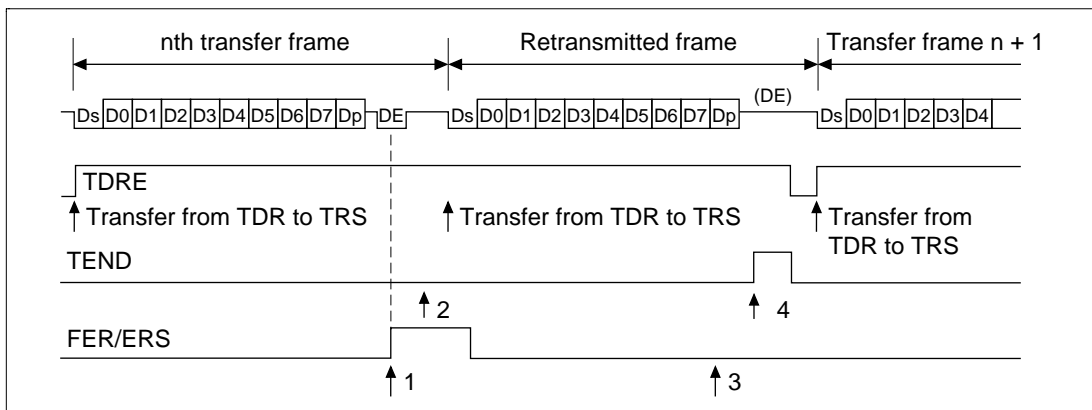 nth transfer frame Retransmitted frame Transfer frame n + 1
(DE)
Ds D0 D1 D2 D3 D4 D5 D6 D7 Dp DE Ds D0 D1 D2 D3 D4 D5 D6 D7 Dp Ds D0 D1 D2 D3 D4
TDRE
Transfer from TDR to TRS Transfer from TDR to TRS Transfer from
TDR to TRS
TEND
2 4
FER/ERS
1 3